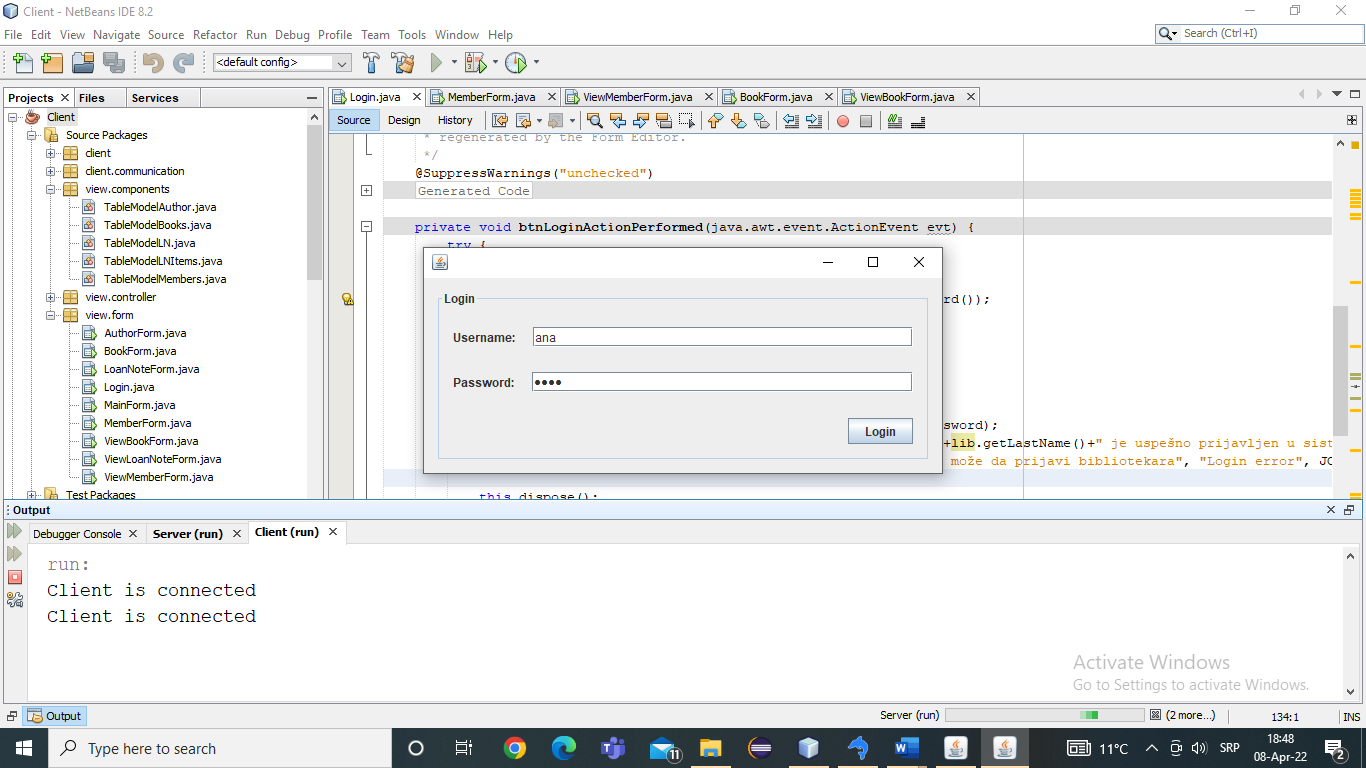 Client - NetBeans IDE 8.2
File Edit View Navigate Source Refactor Run Debug Profile Team Tools Window Help
Search (Ctrl+I)
<default config>
Projects Files Services
Login.java MemberForm.java ViewMemberForm.java BookForm.java ViewBookForm.java
Source Design History
Client
Source Packages
client
client.communication
view.components
TableModelAuthor.java
TableModelBooks.java
TableModelLN.java
TableModelLNItems.java
TableModelMembers.java
view.controller
view.form
AuthorForm.java
BookForm.java
LoanNoteForm.java
Login.java
MainForm.java
MemberForm.java
ViewBookForm.java
ViewLoanNoteForm.java
ViewMemberForm.java
Test Packages
* regenerated by the Form Editor.
*/
@SuppressWarnings("unchecked")
Generated Code
private void btnLoginActionPerformed(java.awt.event.ActionEvent evt) {
try {
rd());
sword);
+lib.getLastName()+" je uspešno prijavljen u sist
može da prijavi bibliotekara", "Login error", JO
this.dispose();
Login
Username: ana
Password: ••••
Login
Output
Debugger Console Server (run) Client (run)
run:
Client is connected
Client is connected
Activate Windows
Go to Settings to activate Windows.
Output
Server (run) (2 more...) 134:1 INS
Type here to search
11
11°C
SRP
18:48
08-Apr-22
2